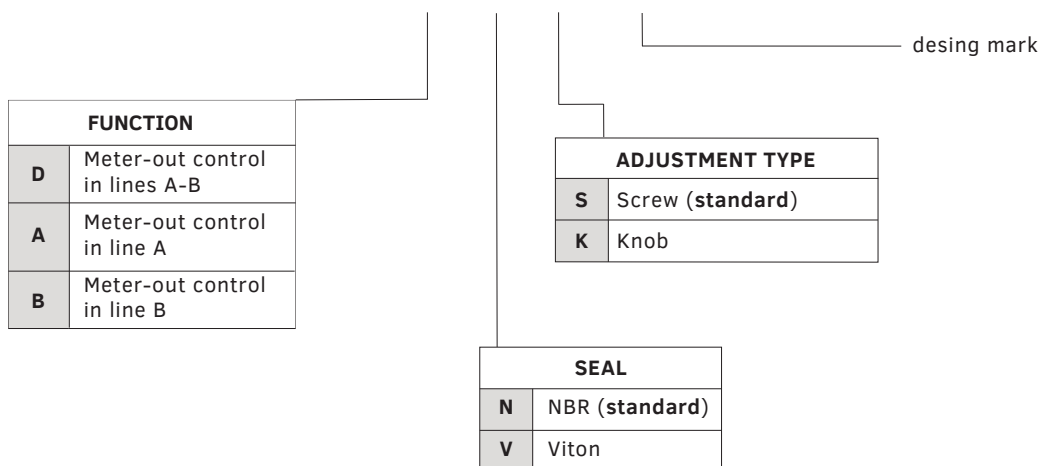 desing mark
FUNCTION
D Meter-out control
in lines A-B
A Meter-out control
in line A
B Meter-out control
in line B
ADJUSTMENT TYPE
S Screw (standard)
K Knob
SEAL
N NBR (standard)
V Viton